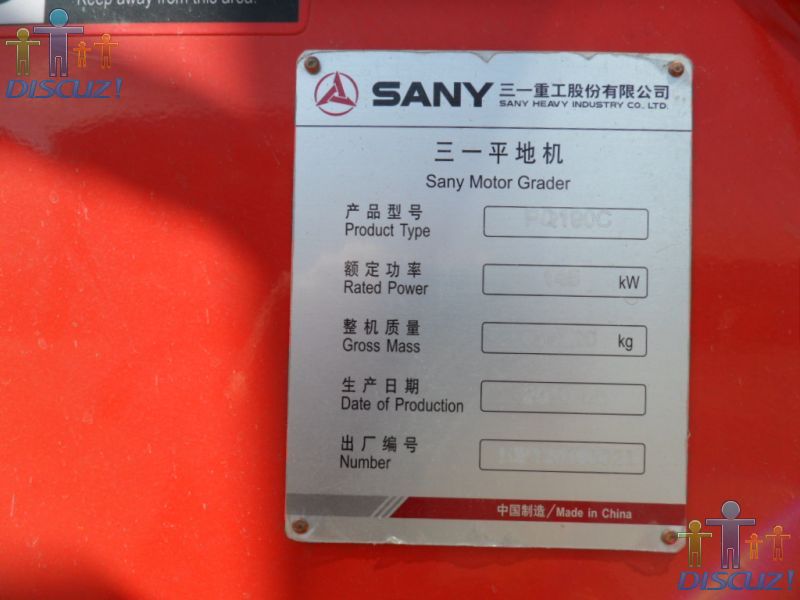 Keep away from this area.
DISCUZ!
SANY 三一重工股份有限公司
SANY HEAVY INDUSTRY CO., LTD.
三一平地机
Sany Motor Grader
产品型号
Product Type
PQ190C
额定功率
Rated Power
kW
整机质量
Gross Mass
kg
生产日期
Date of Production
出厂编号
Number
中国制造/Made in China
DISCUZ!